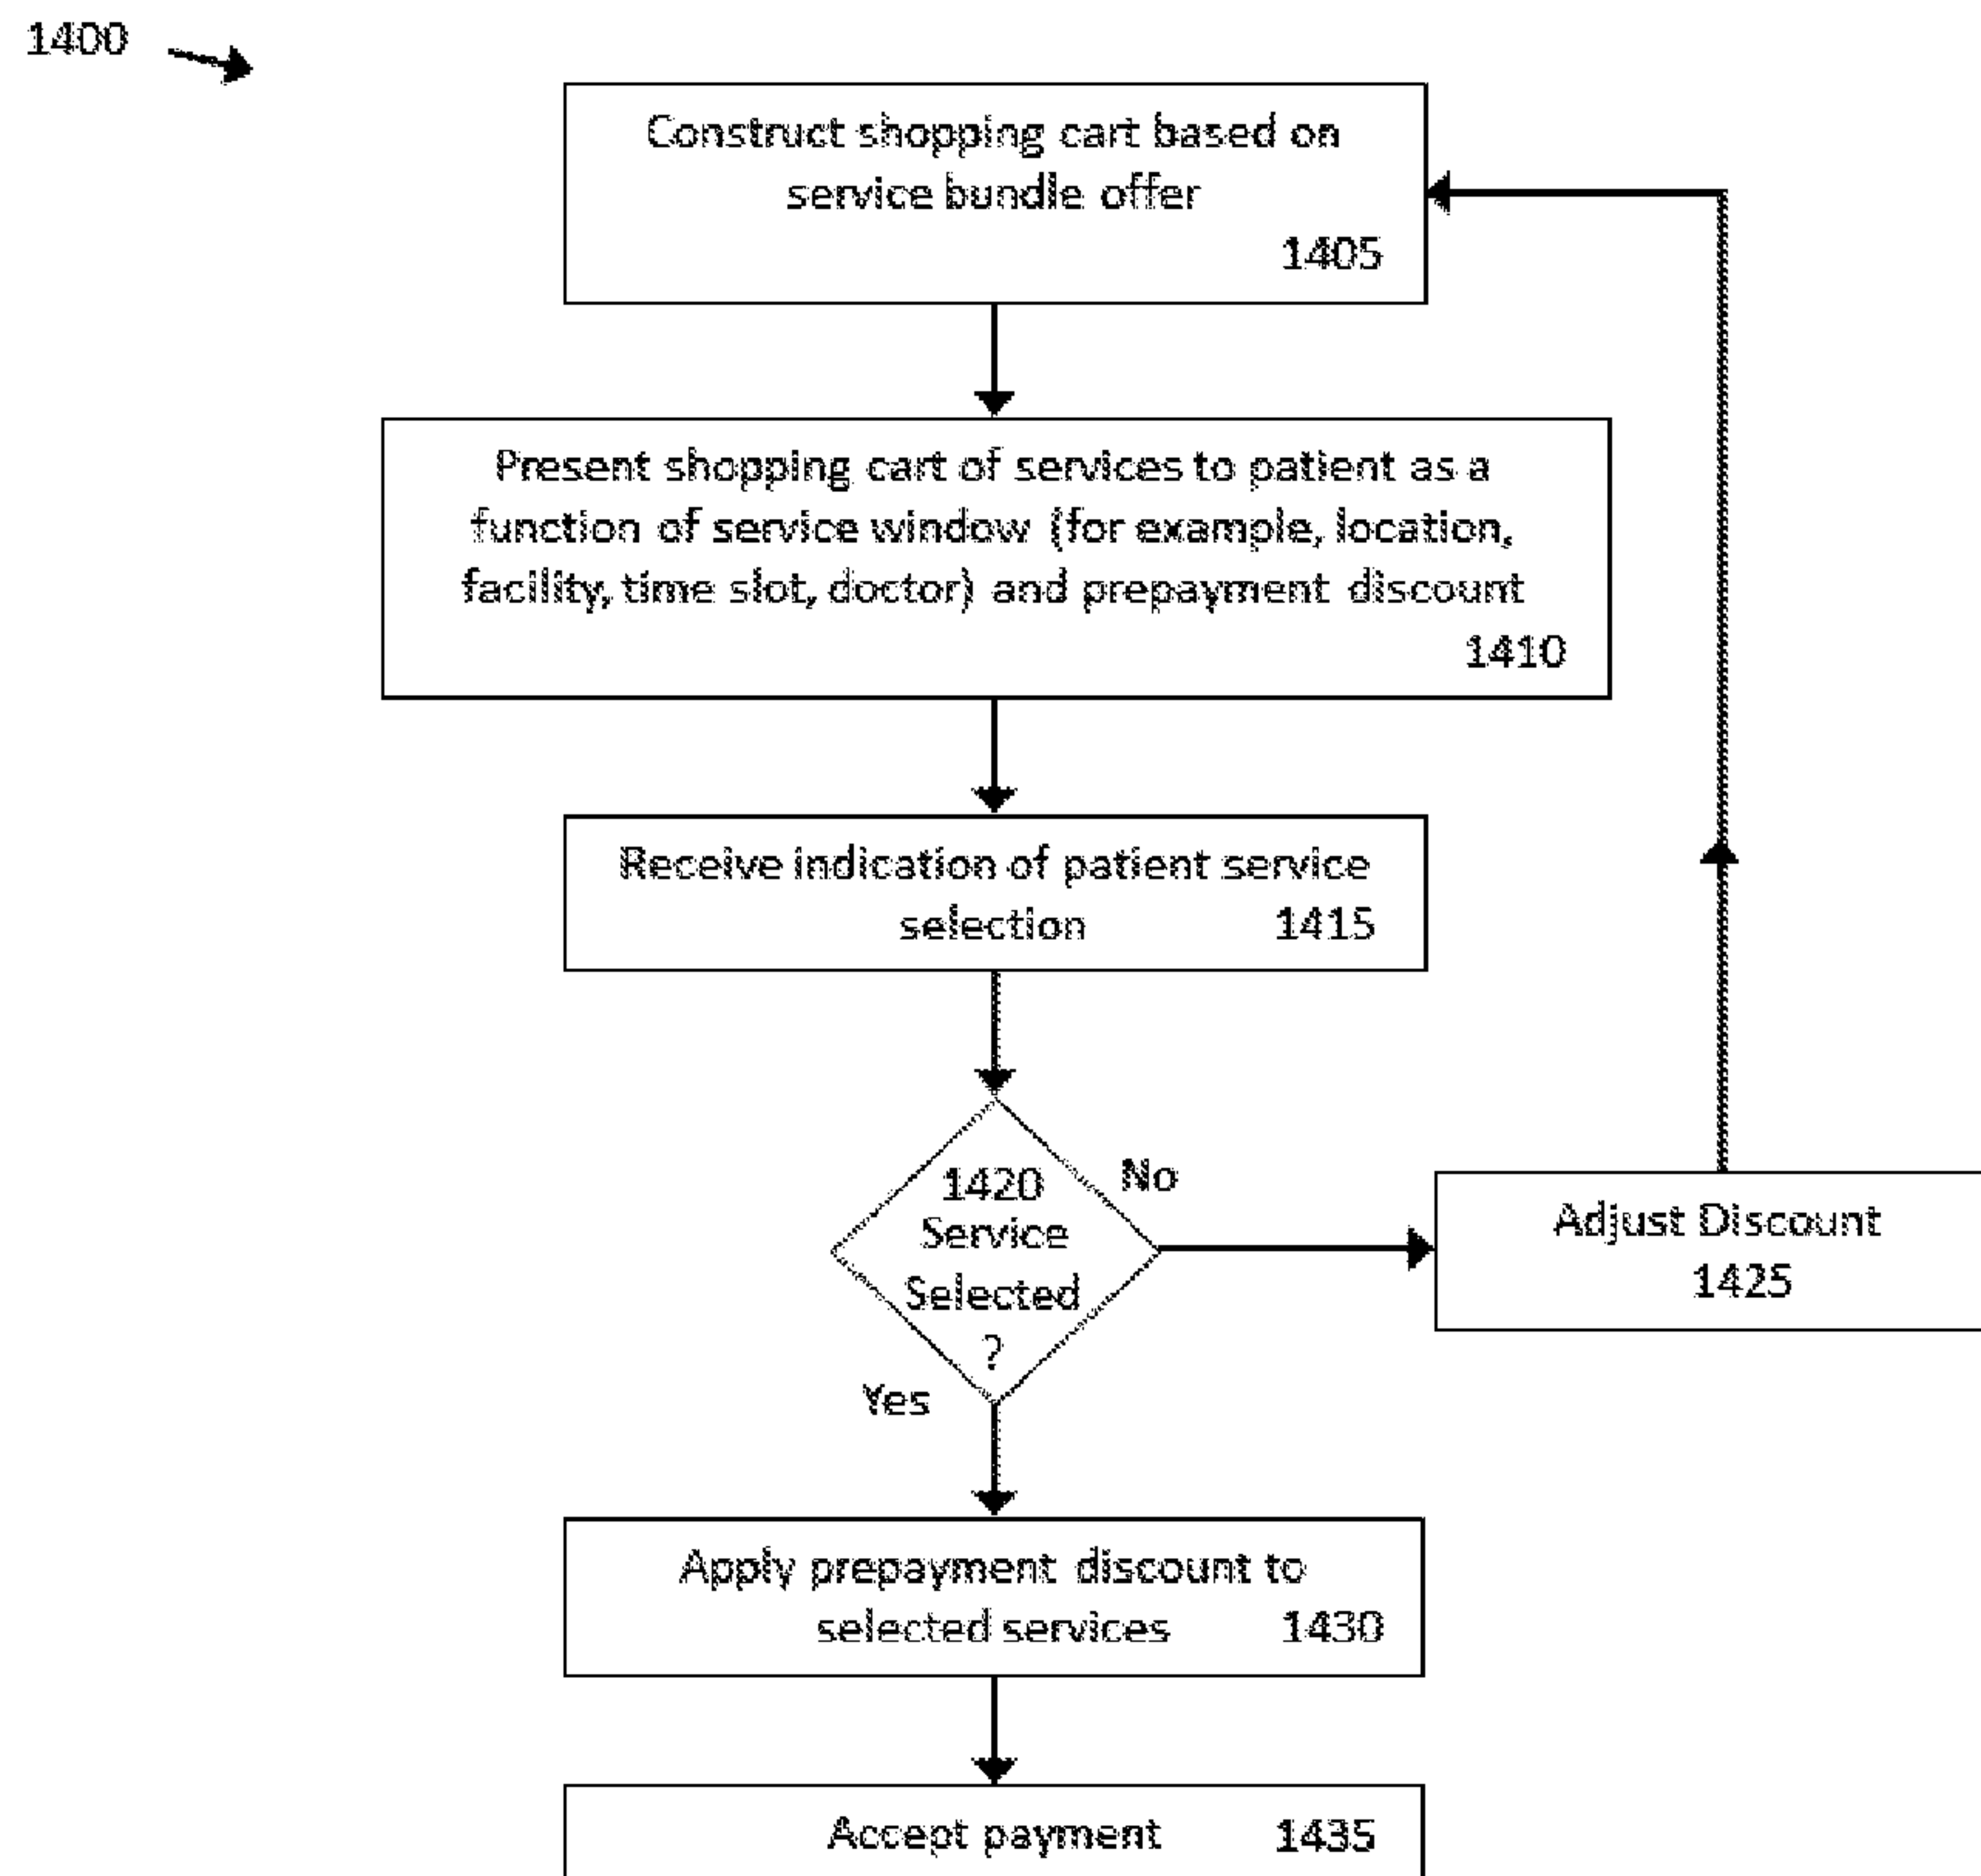 1400
Construct shopping cart based on
service bundle offer
1405
Present shopping cart of services to patient as a
function of service window (for example, location,
facility, time slot, doctor) and prepayment discount
1410
Receive indication of patient service
selection 1415
1420
Service
Selected
?
No
Adjust Discount
1425
Yes
Apply prepayment discount to
selected services 1430
Accept payment 1435